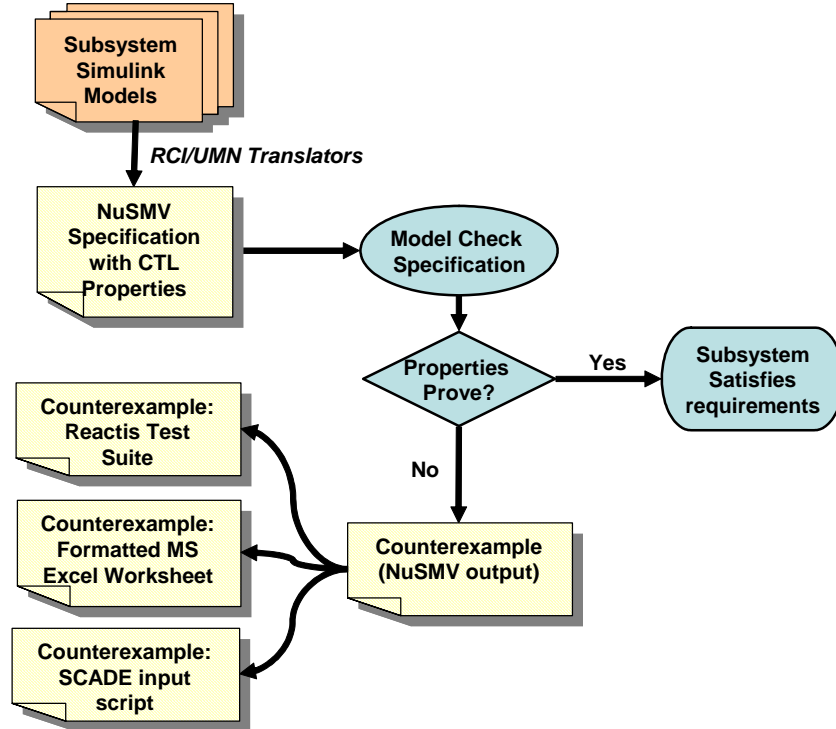 Subsystem
Simulink
Models
RCI/UMN Translators
NuSMV
Specification
with CTL
Properties
Model Check
Specification
Properties
Prove?
Yes
Subsystem
Satisfies
requirements
No
Counterexample
(NuSMV output)
Counterexample:
Reactis Test
Suite
Counterexample:
Formatted MS
Excel Worksheet
Counterexample:
SCADE input
script